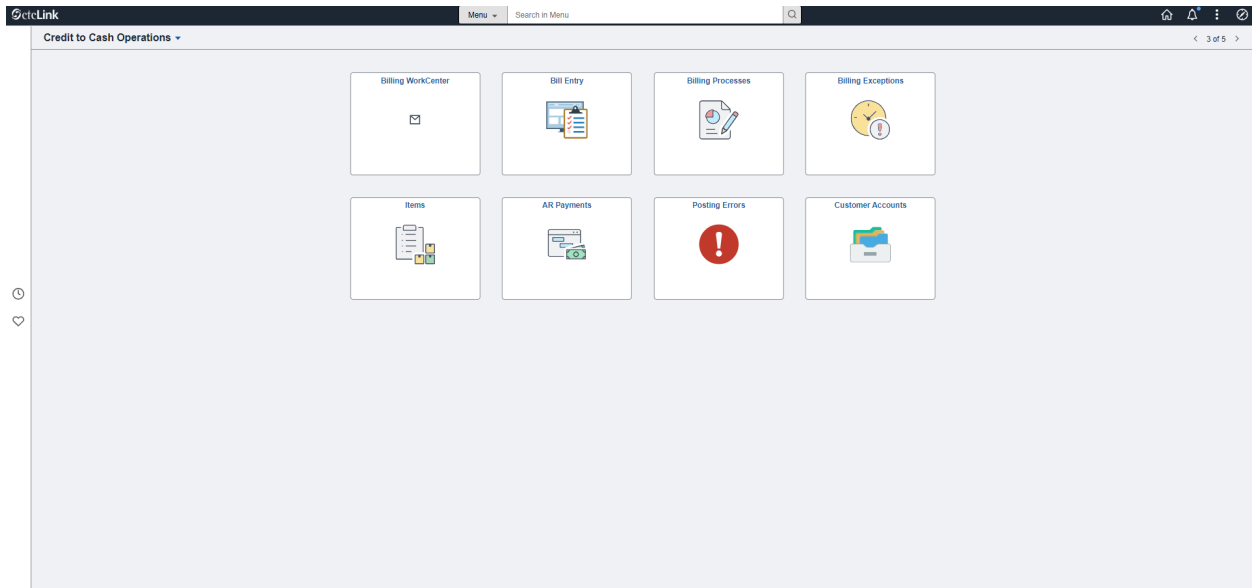 ctcLink
Menu
Search in Menu
Credit to Cash Operations
3 of 5
Billing WorkCenter
Bill Entry
Billing Processes
Billing Exceptions
Items
AR Payments
Posting Errors
Customer Accounts